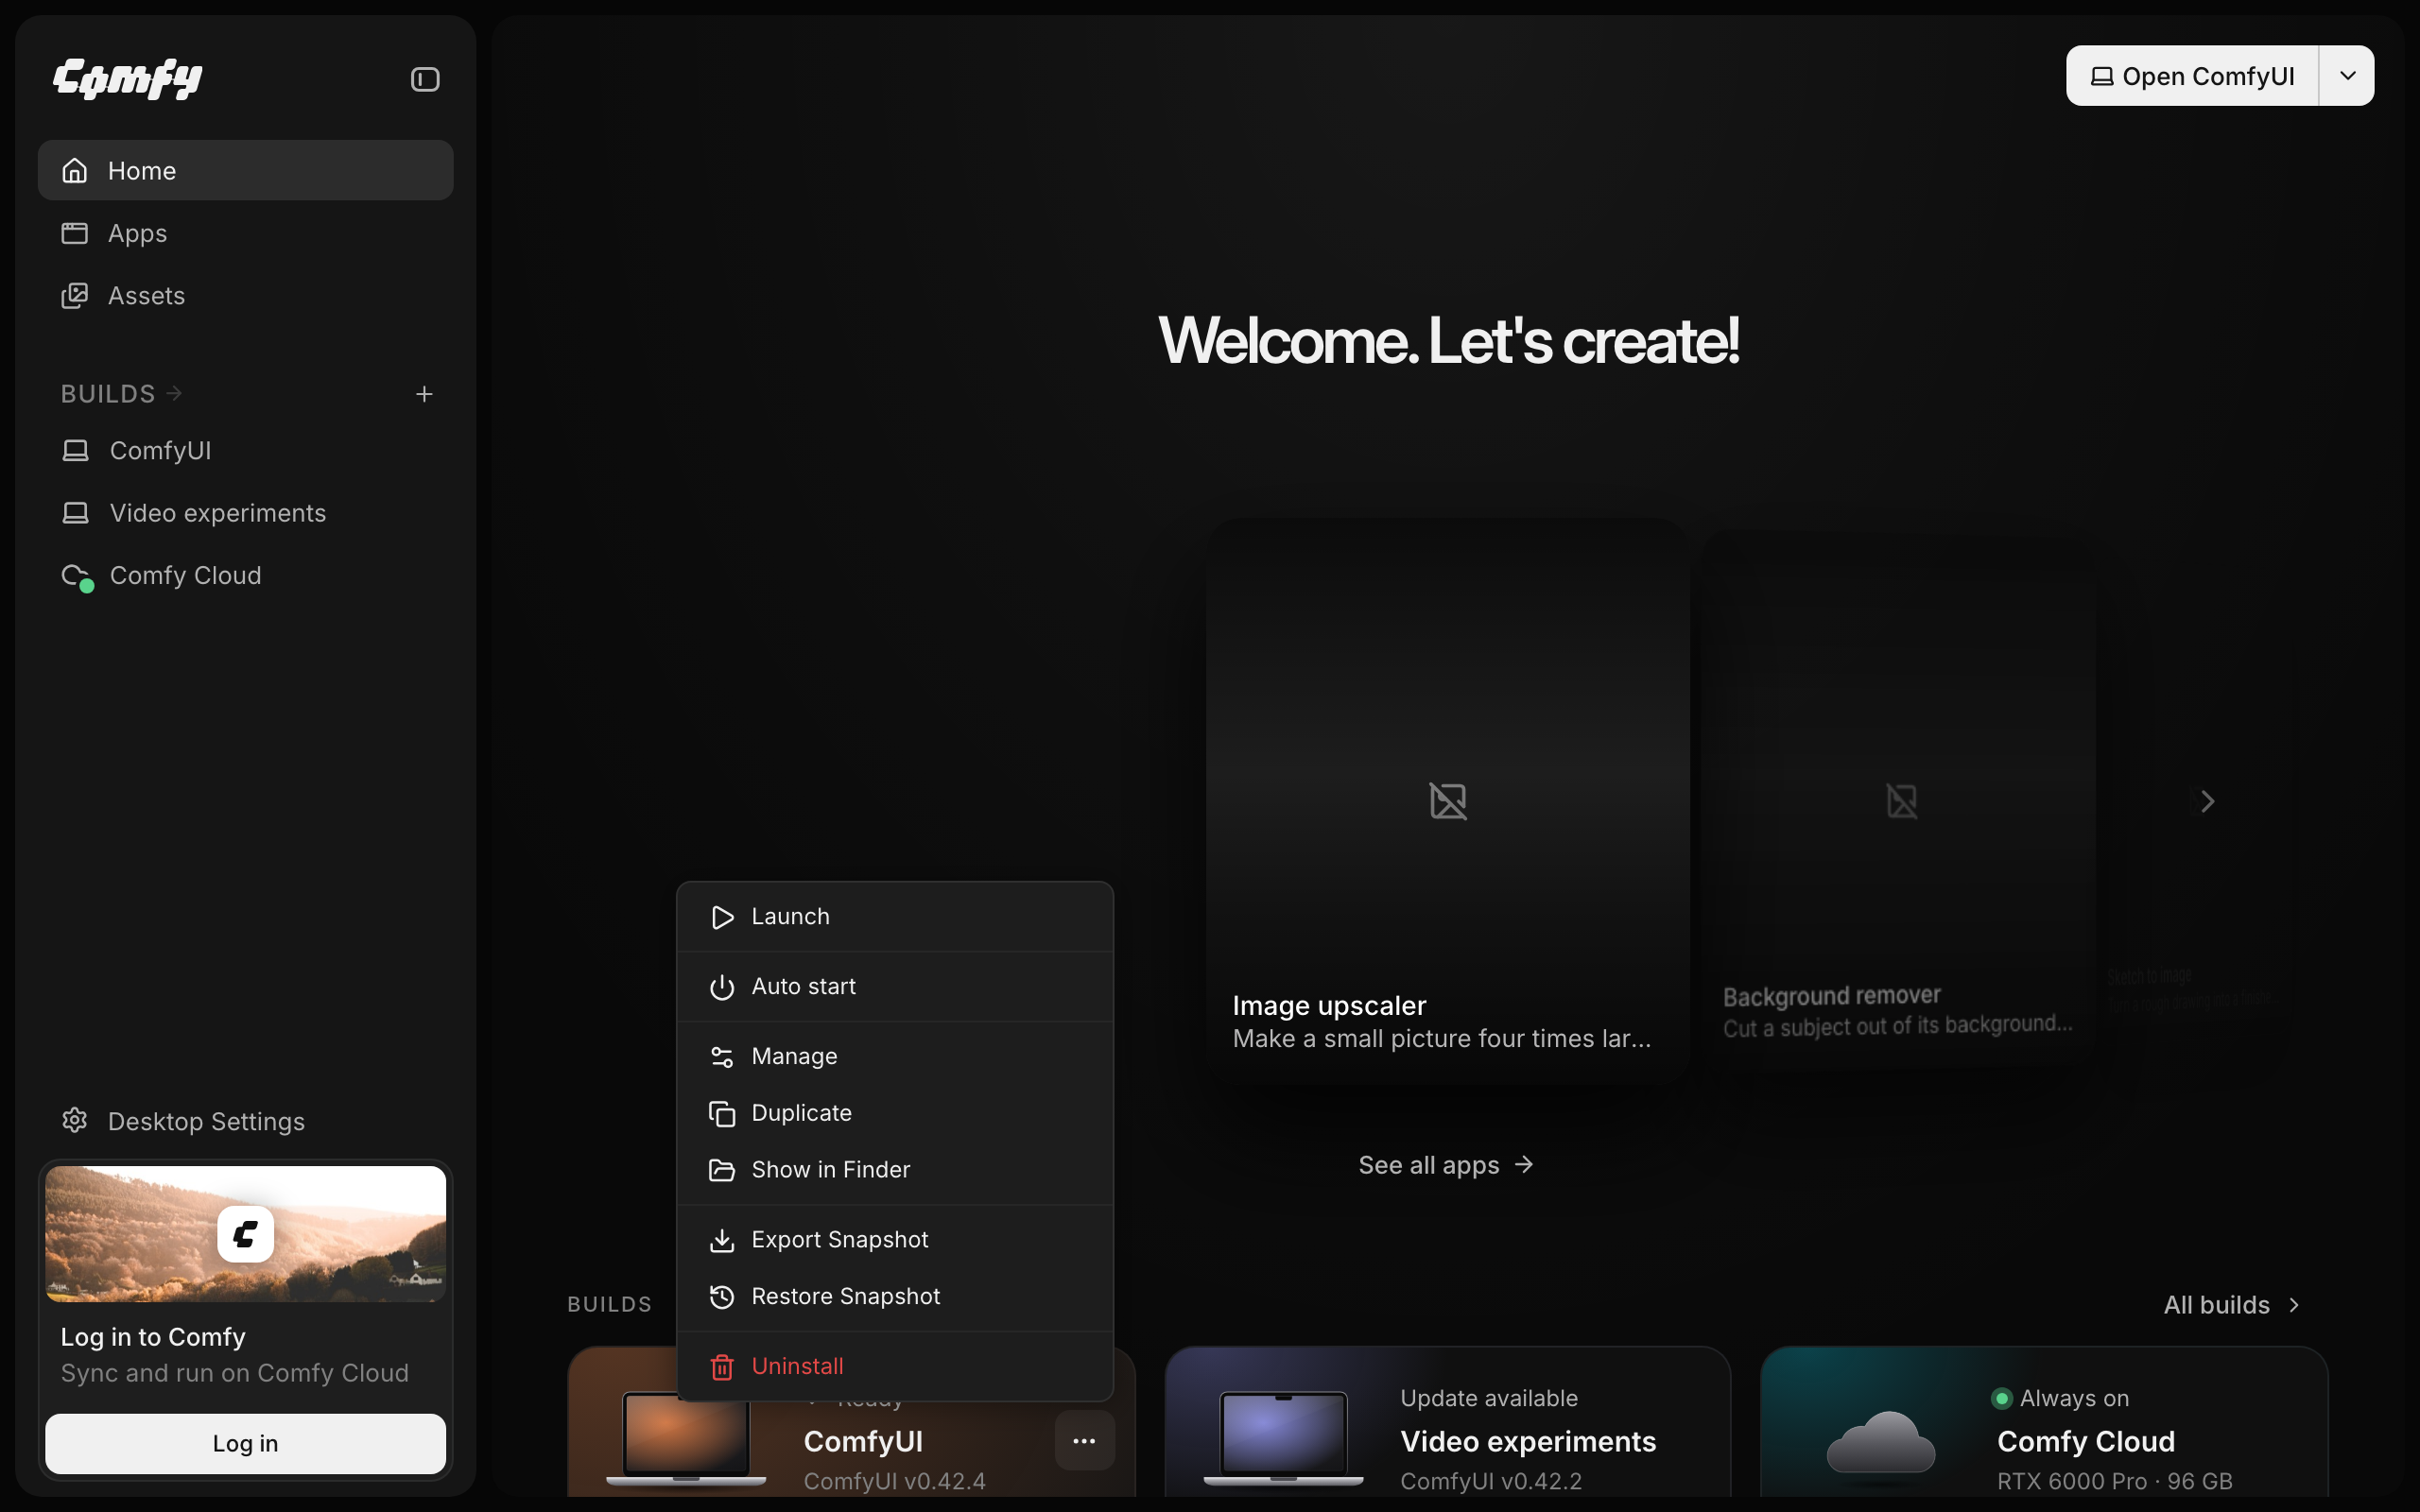 Comfy
Home
Apps
Assets
BUILDS
ComfyUI
Video experiments
Comfy Cloud
Desktop Settings
Log in to Comfy
Sync and run on Comfy Cloud
Log in
Open ComfyUI
Welcome. Let's create!
Image upscaler
Make a small picture four times lar...
Background remover
Cut a subject out of its background...
Sketch to image
See all apps
Launch
Auto start
Manage
Duplicate
Show in Finder
Export Snapshot
Restore Snapshot
Uninstall
BUILDS
All builds
Ready
ComfyUI
ComfyUI v0.42.4
Update available
Video experiments
ComfyUI v0.42.2
Always on
Comfy Cloud
RTX 6000 Pro · 96 GB